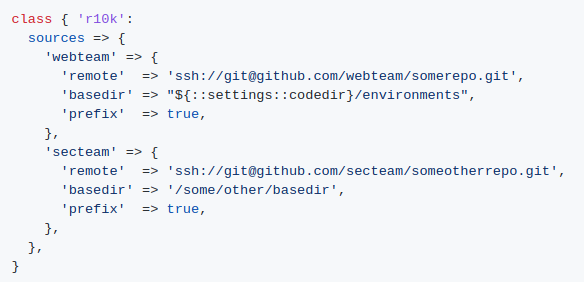 class { 'r10k':
  sources => {
    'webteam' => {
      'remote'  => 'ssh://git@github.com/webteam/somerepo.git',
      'basedir' => "${::settings::codedir}/environments",
      'prefix'  => true,
    },
    'secteam' => {
      'remote'  => 'ssh://git@github.com/secteam/someotherrepo.git',
      'basedir' => '/some/other/basedir',
      'prefix'  => true,
    },
  },
}